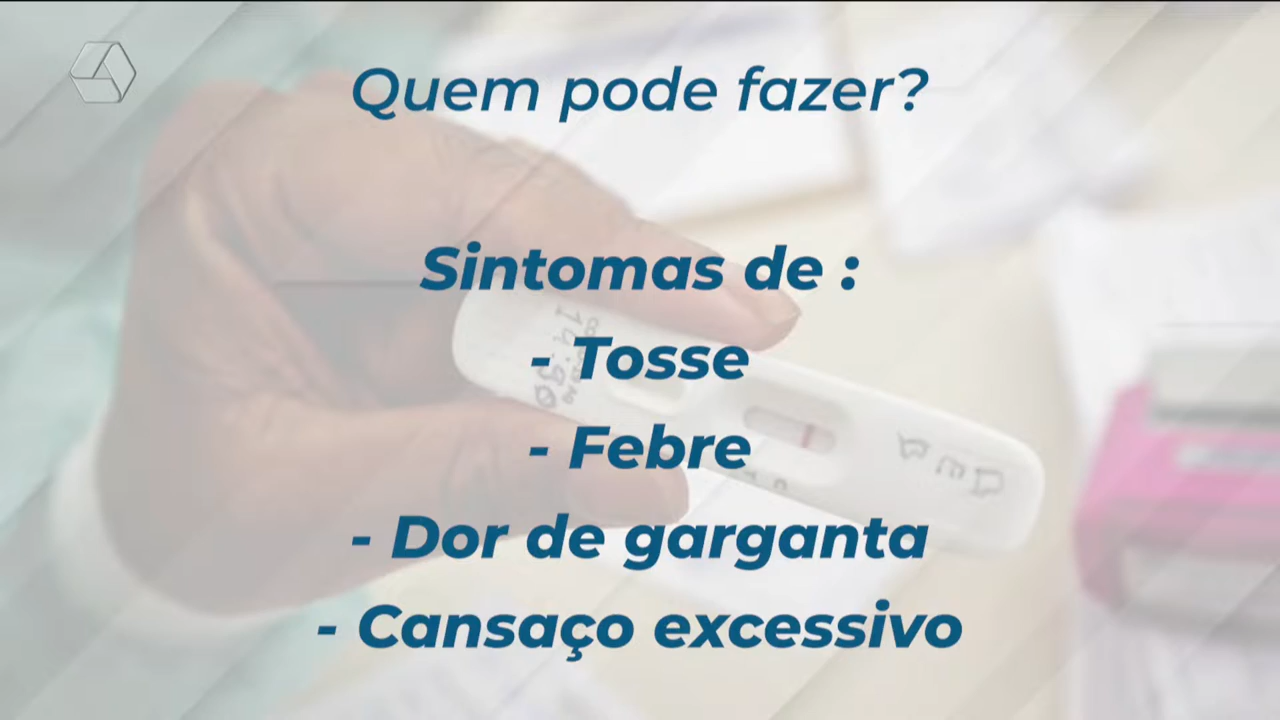 Quem pode fazer?
Sintomas de :
- Tosse
- Febre
- Dor de garganta
- Cansaço excessivo